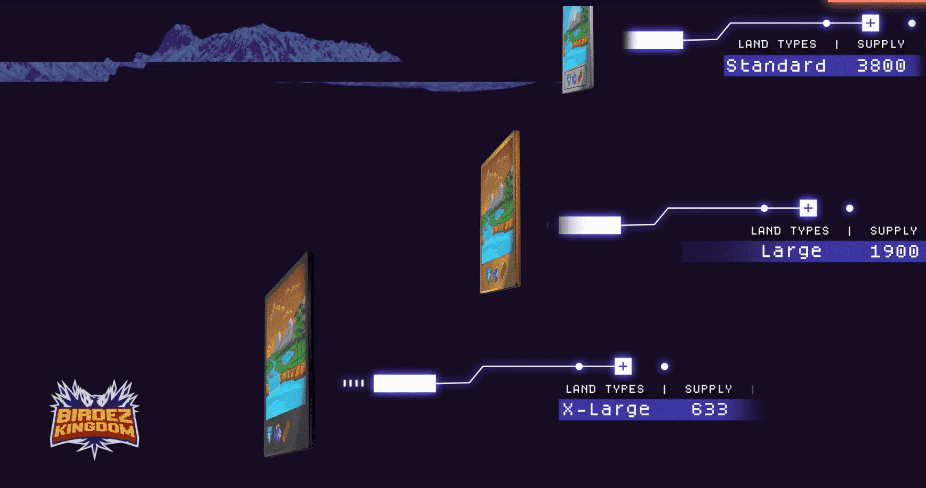 LAND TYPES | SUPPLY
Standard 3800
LAND TYPES | SUPPLY
Large 1900
LAND TYPES | SUPPLY |
X-Large 633
BIRDEZ
KINGDOM